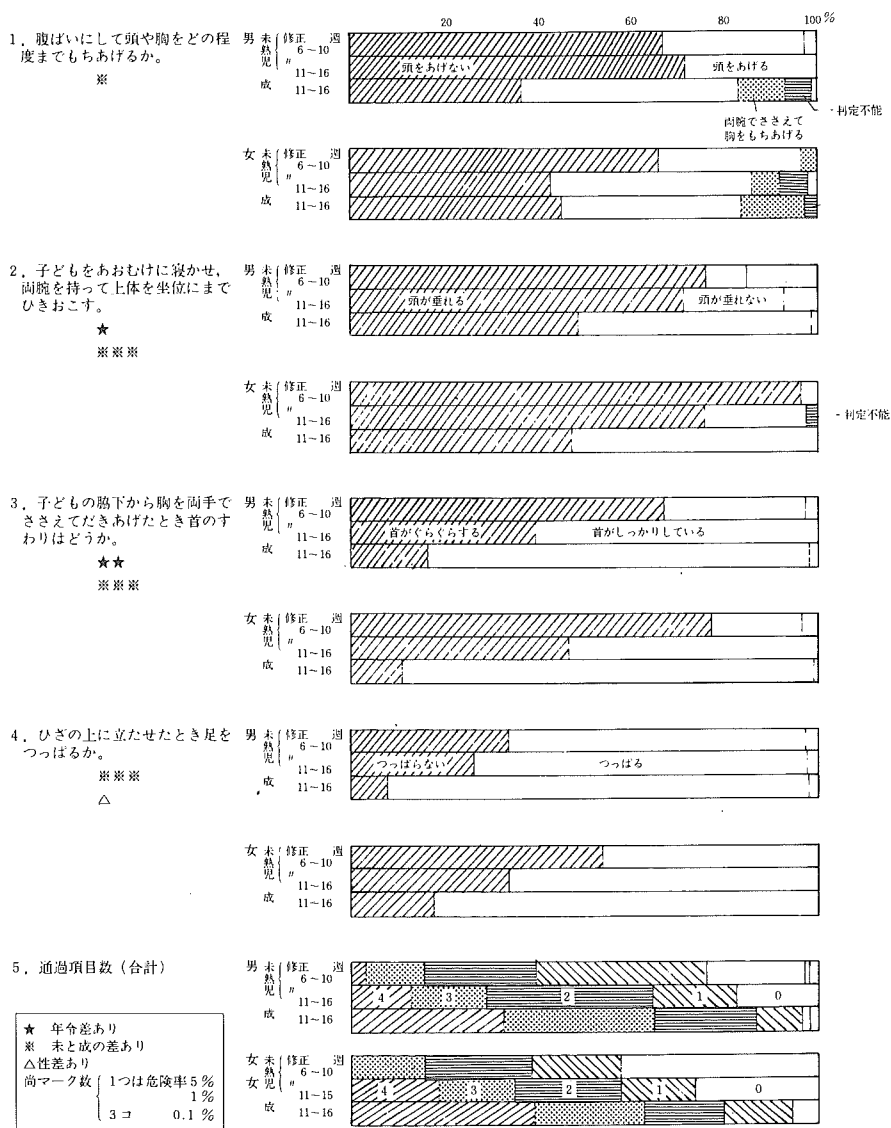 20 40 60 80 100 %
1. 腹ばいにして頭や胸をどの程
度までもちあげるか。
※
男 未熟児 修正 週
6~10
〃
11~16
成 11~16
頭をあげない 頭をあげる
両腕でささえて
胸をもちあげる
判定不能
女 未熟児 修正 週
6~10
〃
11~16
成 11~16
2. 子どもをあおむけに寝かせ,
両腕を持って上体を坐位にまで
ひきおこす。
★
※※※
男 未熟児 修正 週
6~10
〃
11~16
成 11~16
頭が垂れる 頭が垂れない
女 未熟児 修正 週
6~10
〃
11~16
成 11~16
判定不能
3. 子どもの脇下から胸を両手で
ささえてだきあげたとき首のす
わりはどうか。
★★
※※※
男 未熟児 修正 週
6~10
〃
11~16
成 11~16
首がぐらぐらする 首がしっかりしている
女 未熟児 修正 週
6~10
〃
11~16
成 11~16
4. ひざの上に立たせたとき足を
つっぱるか。
※※※
△
男 未熟児 修正 週
6~10
〃
11~16
成 11~16
つっぱらない つっぱる
女 未熟児 修正 週
6~10
〃
11~16
成 11~16
5. 通過項目数(合計)
男 未熟児 修正 週
6~10
〃
11~16
成 11~16
4 3 2 1 0
女 未熟児 修正 週
6~10
女 〃
11~15
成 11~16
4 3 2 1 0
★ 年令差あり
※ 未と成の差あり
△性差あり
尚マーク数 1つは危険率5%
1%
3コ 0.1%